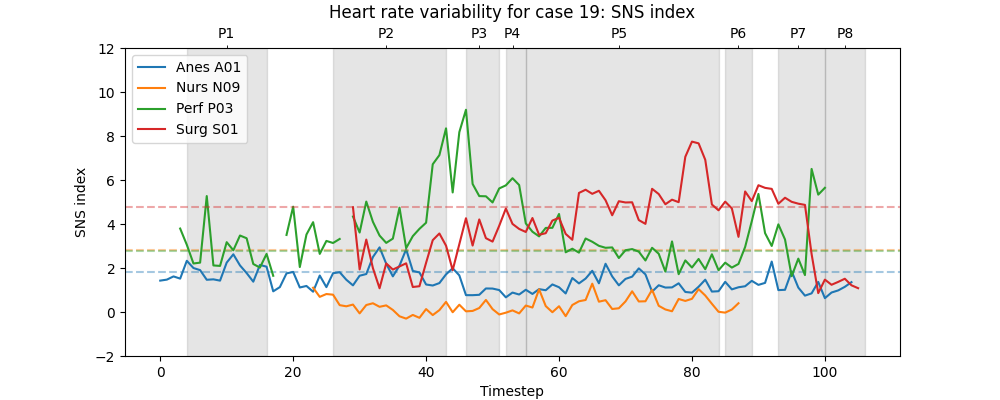 Heart rate variability for case 19: SNS index
P1 P2 P3 P4 P5 P6 P7 P8
12
10
8
6
4
2
0
−2
SNS index
Anes A01
Nurs N09
Perf P03
Surg S01
0 20 40 60 80 100
Timestep